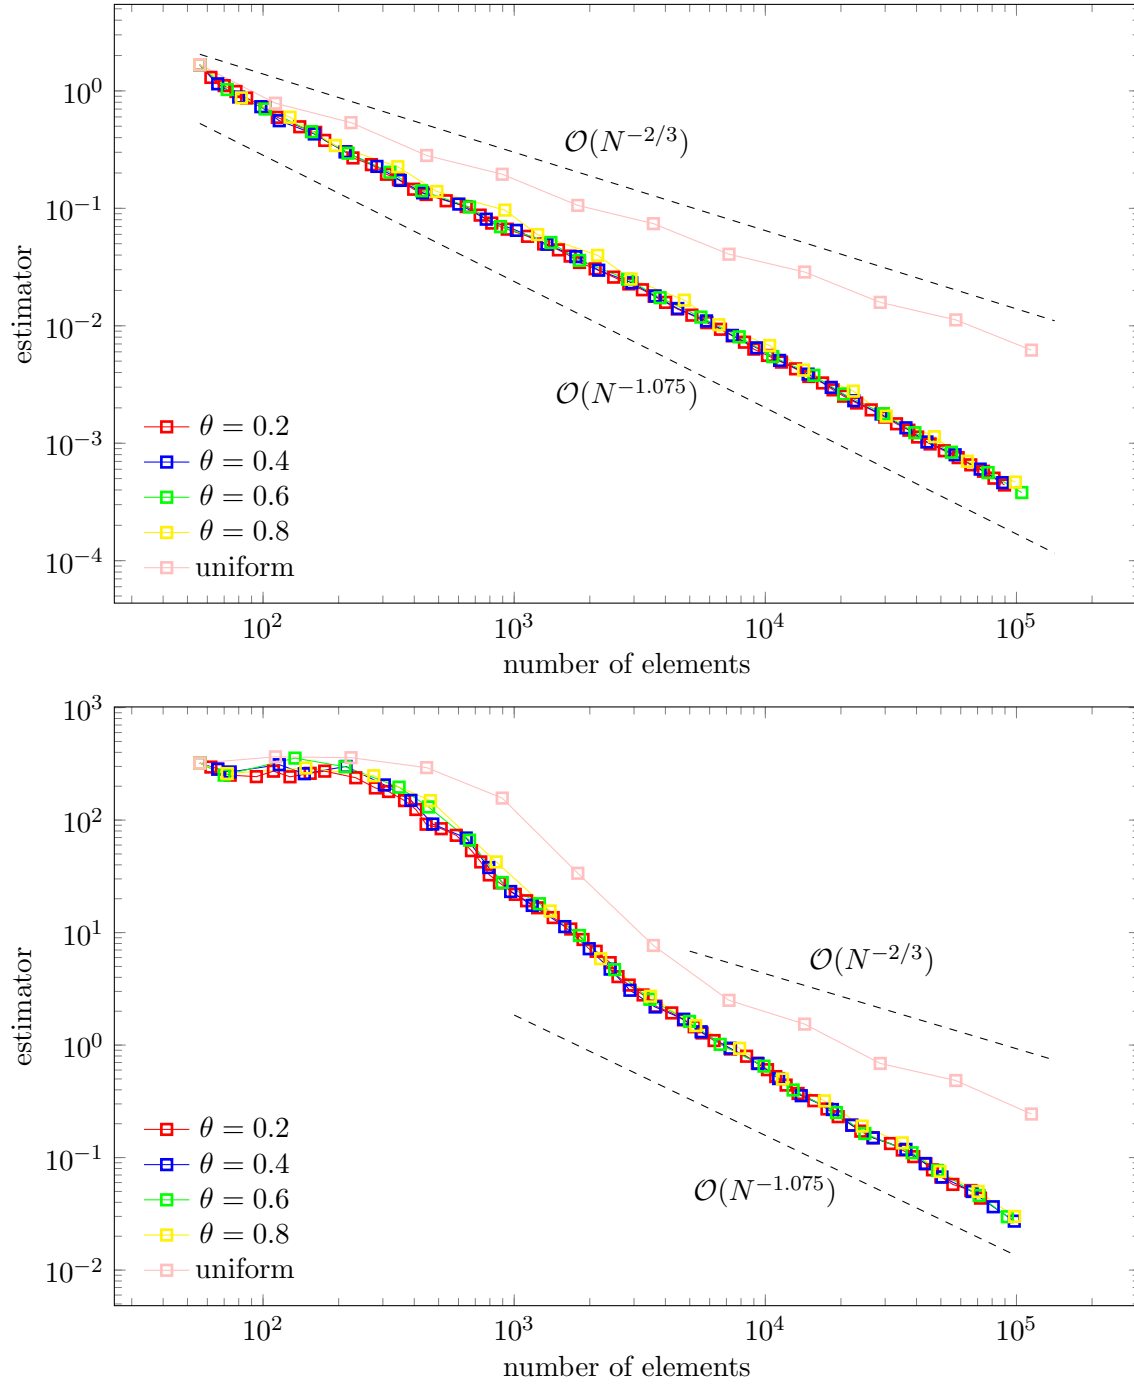 10^0
10^{-1}
10^{-2}
10^{-3}
10^{-4}
estimator
𝒪(N^{-2/3})
𝒪(N^{-1.075})
θ = 0.2
θ = 0.4
θ = 0.6
θ = 0.8
uniform
10^2 10^3 10^4 10^5
number of elements
10^3
10^2
10^1
10^0
10^{-1}
10^{-2}
estimator
𝒪(N^{-2/3})
𝒪(N^{-1.075})
θ = 0.2
θ = 0.4
θ = 0.6
θ = 0.8
uniform
10^2 10^3 10^4 10^5
number of elements